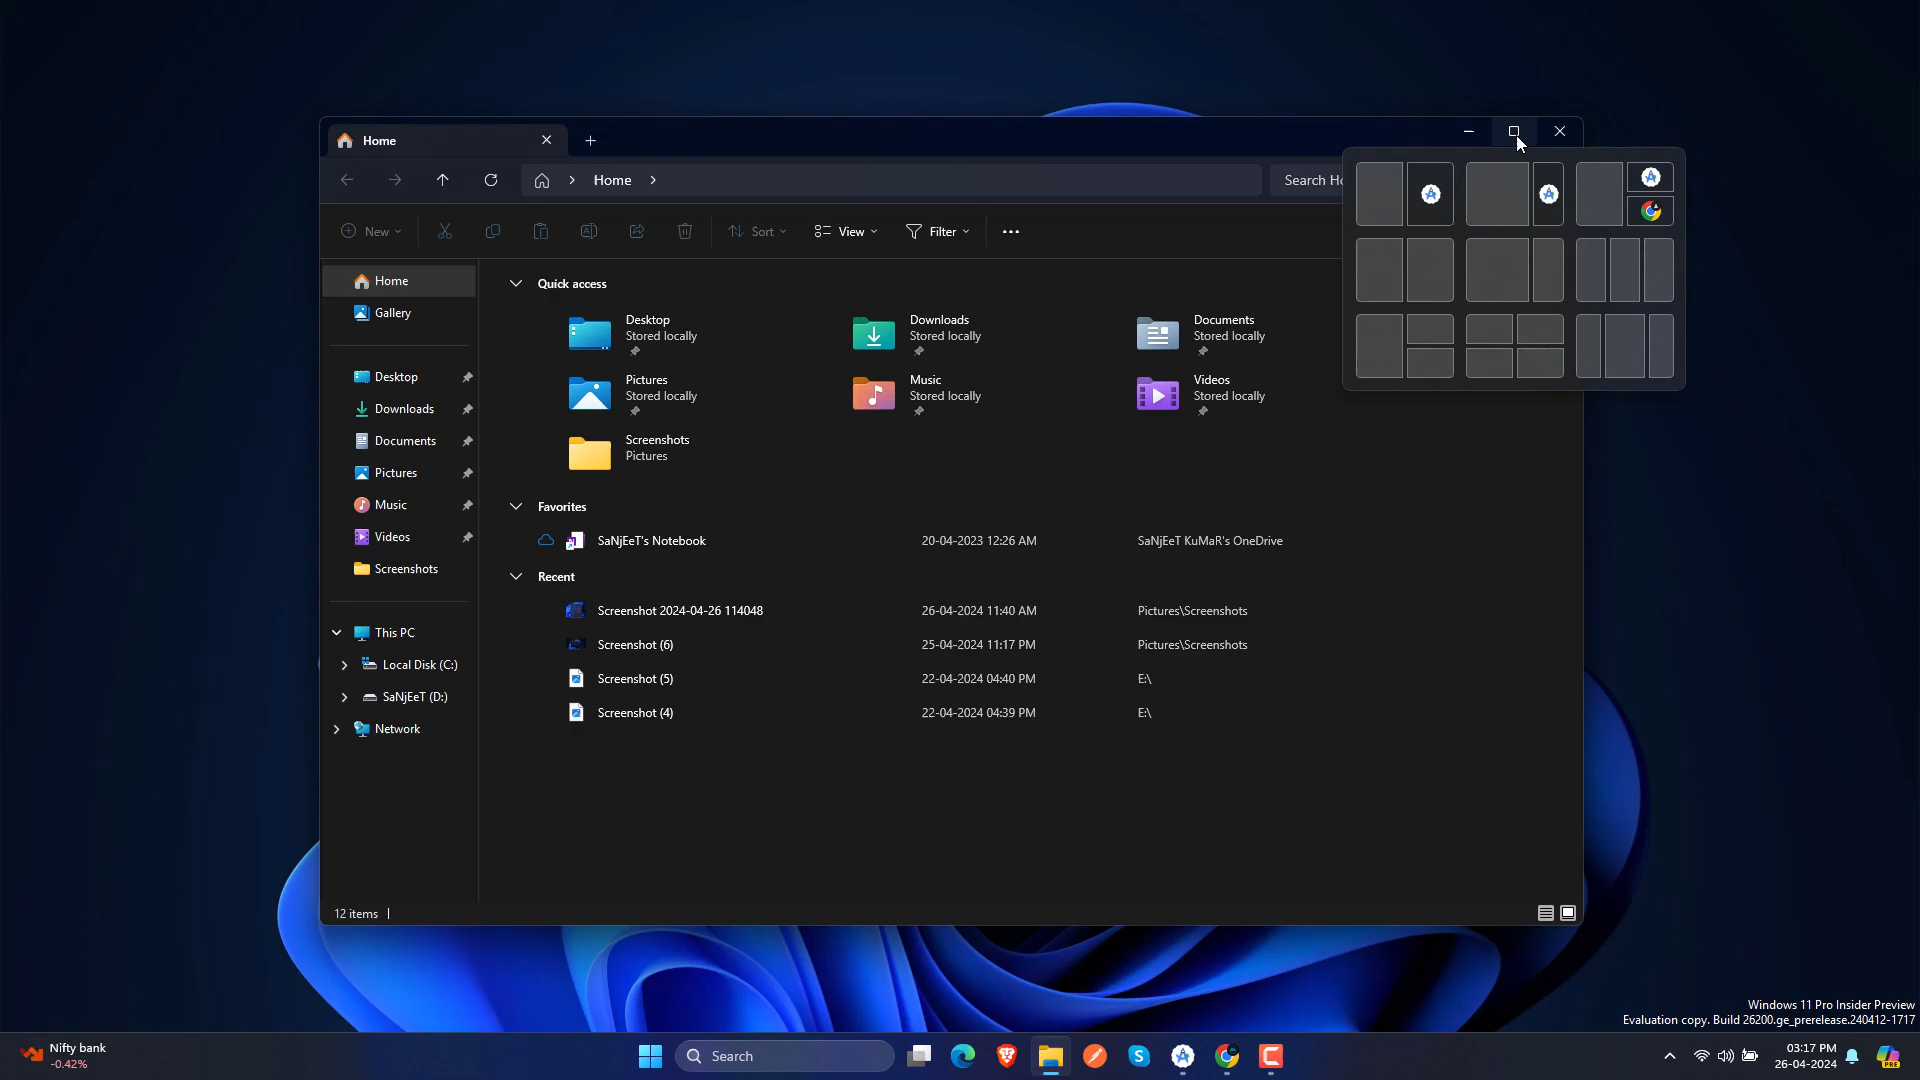 Home
Home
Search Ho
New
Sort
View
Filter
Home
Gallery
Desktop
Downloads
Documents
Pictures
Music
Videos
Screenshots
This PC
Local Disk (C:)
SaNjEeT (D:)
Network
Quick access
Desktop
Stored locally
Downloads
Stored locally
Documents
Stored locally
Pictures
Stored locally
Music
Stored locally
Videos
Stored locally
Screenshots
Pictures
Favorites
SaNjEeT's Notebook 20-04-2023 12:26 AM SaNjEeT KuMaR's OneDrive
Recent
Screenshot 2024-04-26 114048 26-04-2024 11:40 AM Pictures\Screenshots
Screenshot (6) 25-04-2024 11:17 PM Pictures\Screenshots
Screenshot (5) 22-04-2024 04:40 PM E:\
Screenshot (4) 22-04-2024 04:39 PM E:\
12 items
Windows 11 Pro Insider Preview
Evaluation copy. Build 26200.ge_prerelease.240412-1717
Nifty bank
-0.42%
Search
03:17 PM
26-04-2024
PRE